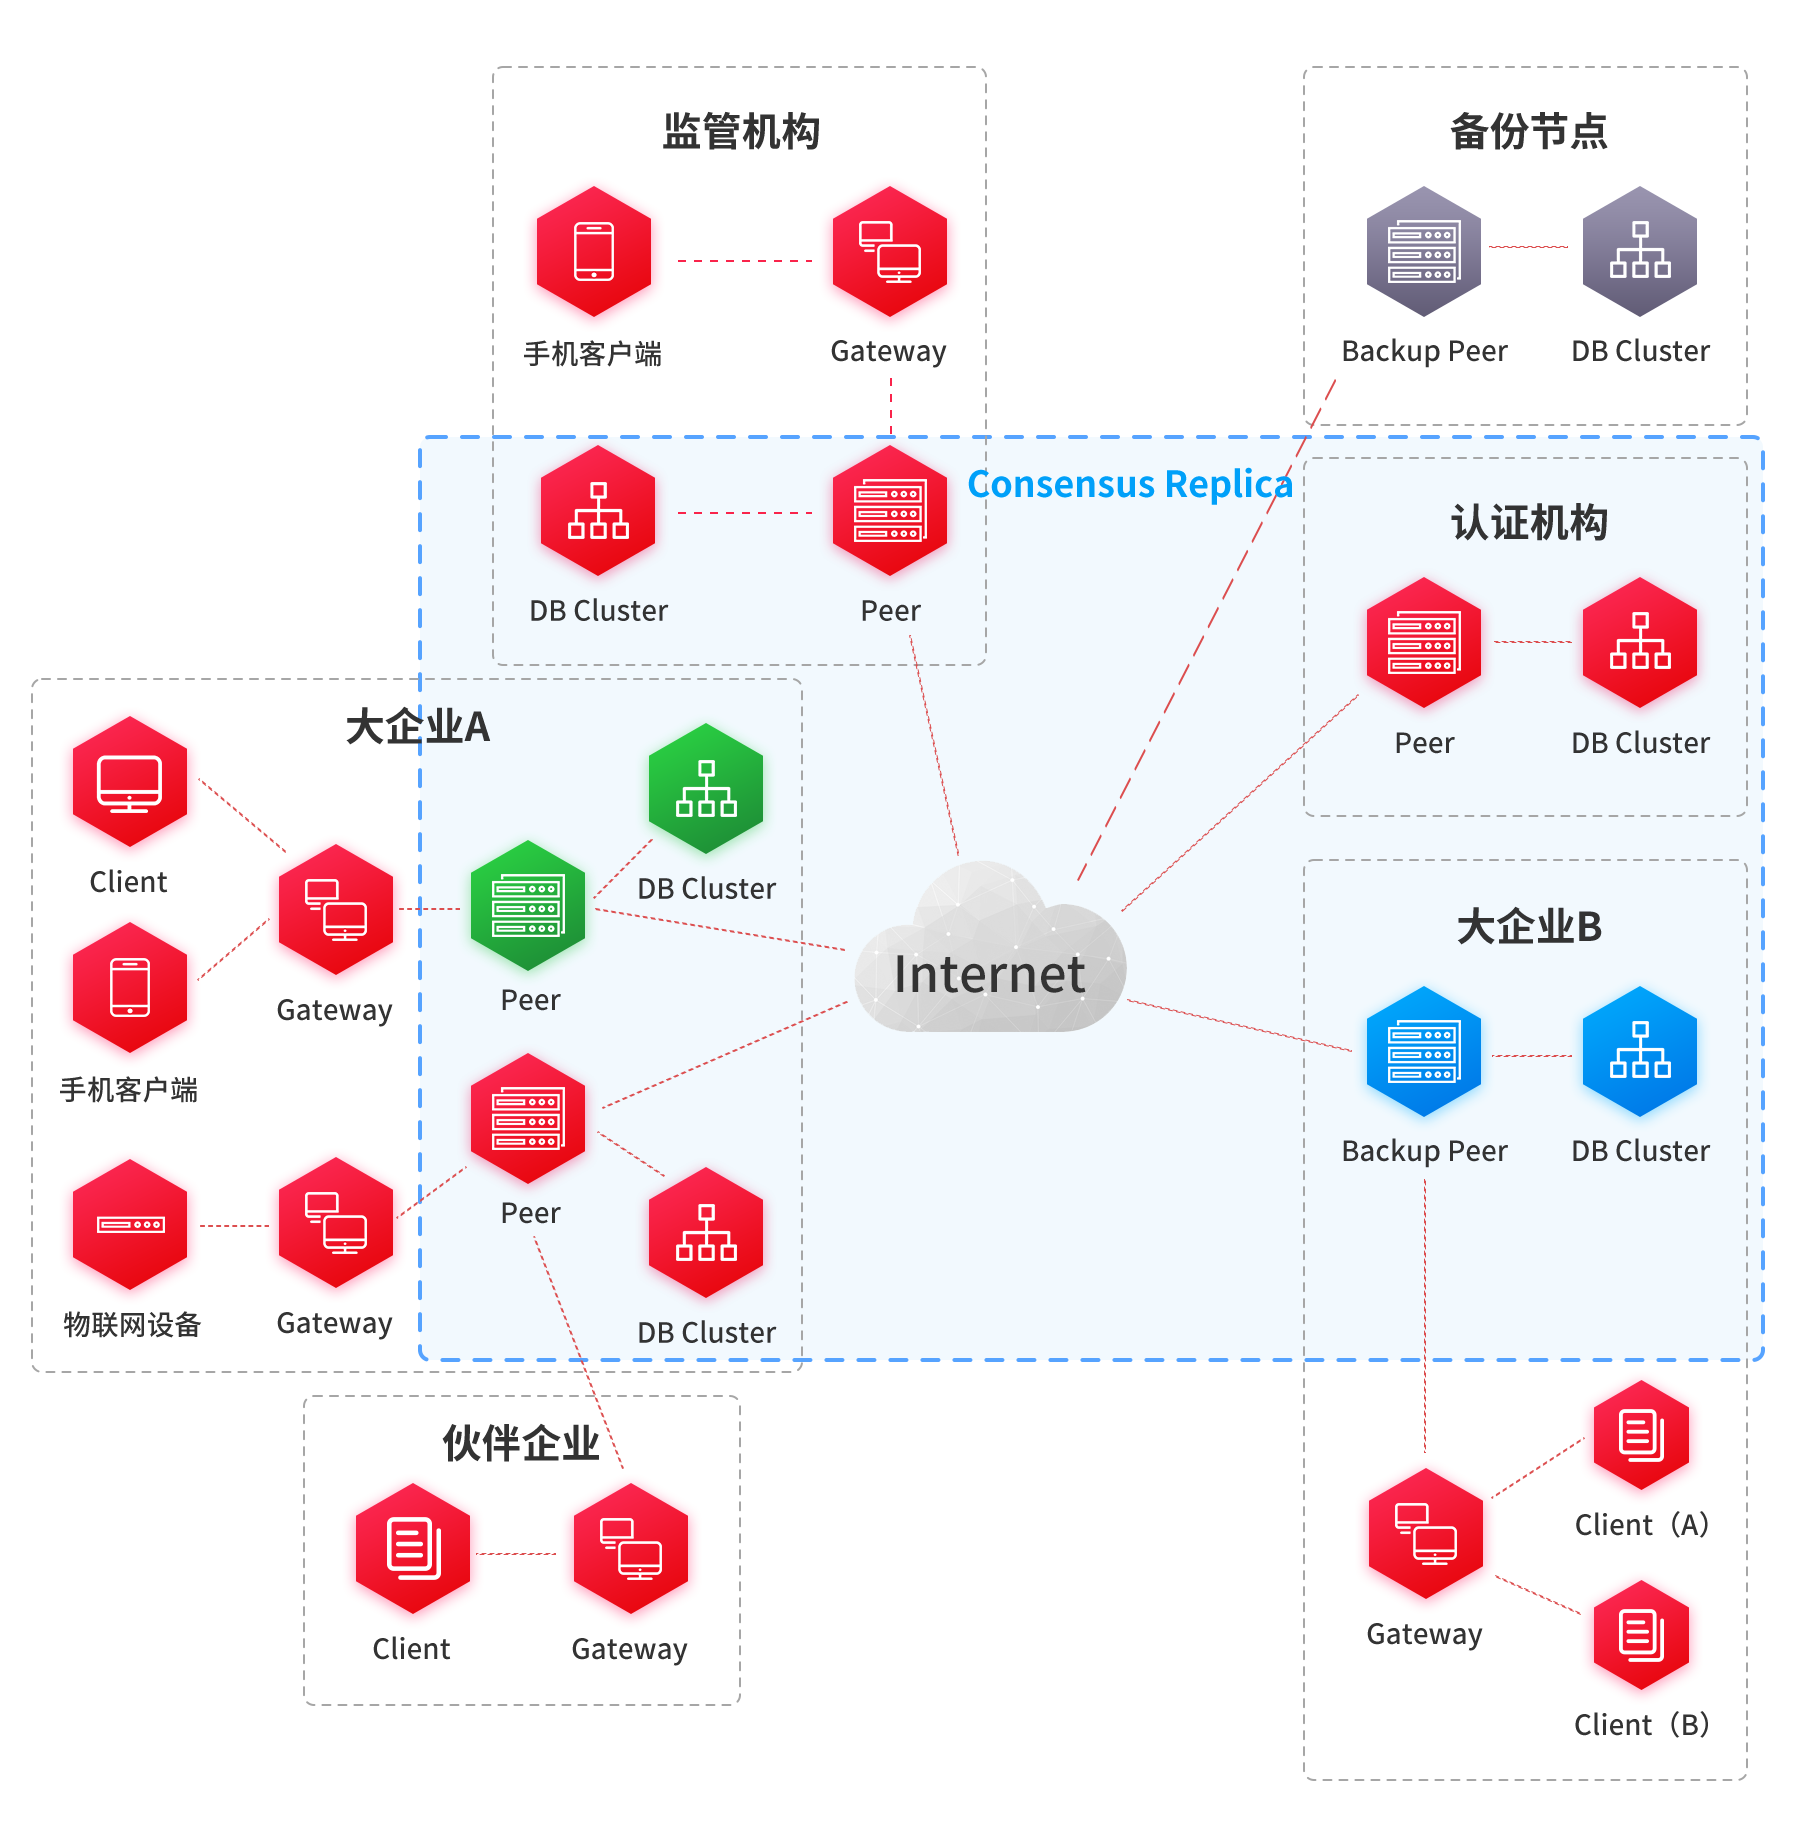 监管机构
手机客户端
Gateway
DB Cluster
Peer
备份节点
Backup Peer
DB Cluster
Consensus Replica
认证机构
Peer
DB Cluster
大企业A
Client
手机客户端
Gateway
Peer
DB Cluster
物联网设备
Gateway
Peer
DB Cluster
Internet
大企业B
Backup Peer
DB Cluster
Gateway
Client（A）
Client（B）
伙伴企业
Client
Gateway